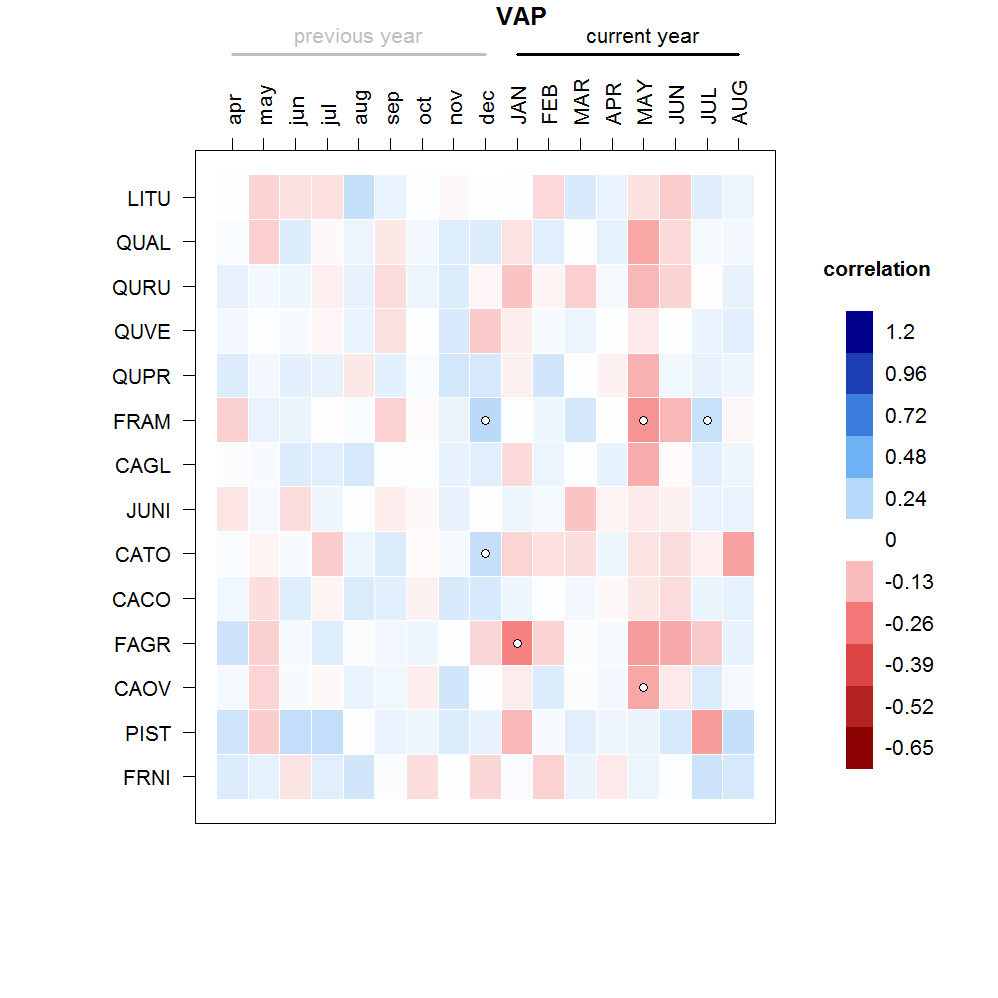 VAP
previous year current year
apr may jun jul aug sep oct nov dec JAN FEB MAR APR MAY JUN JUL AUG
LITU
QUAL
QURU
QUVE
QUPR
FRAM
CAGL
JUNI
CATO
CACO
FAGR
CAOV
PIST
FRNI
correlation
1.2
0.96
0.72
0.48
0.24
0
-0.13
-0.26
-0.39
-0.52
-0.65